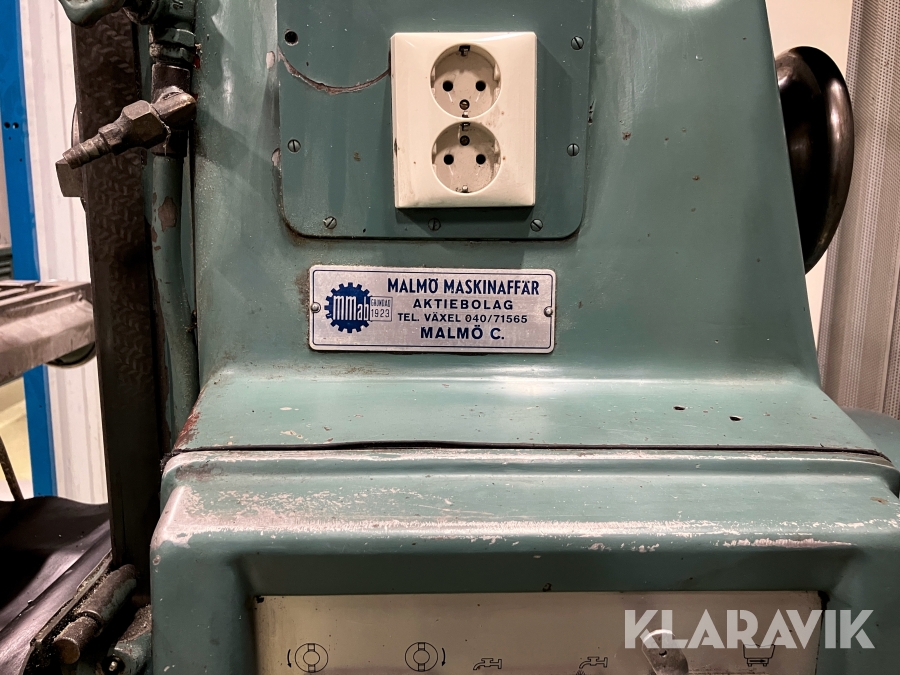 MALMÖ MASKINAFFÄR
AKTIEBOLAG
TEL. VÄXEL 040/71565
MALMÖ C.
mmab
GRUNDAD
1923
KLARAVIK